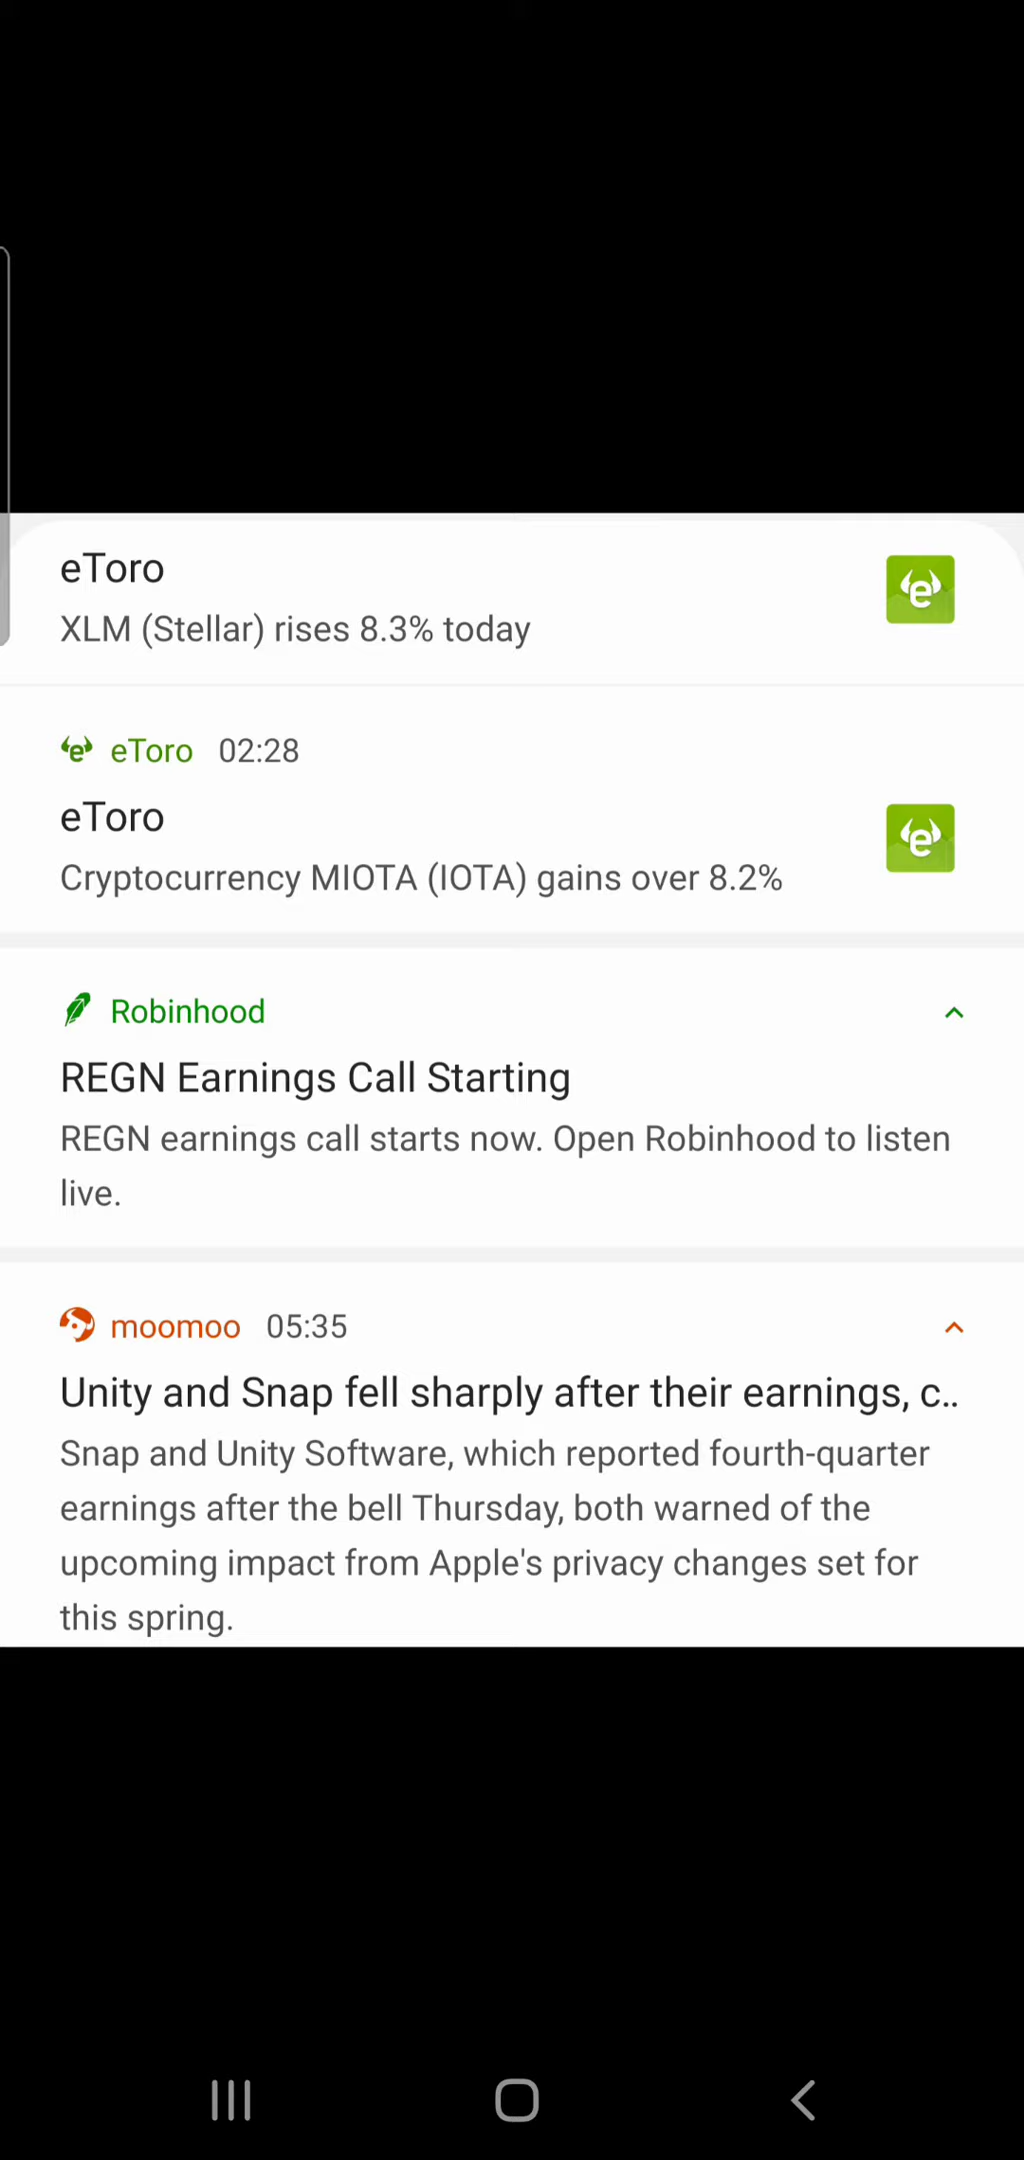 eToro
XLM (Stellar) rises 8.3% today
eToro 02:28
eToro
Cryptocurrency MIOTA (IOTA) gains over 8.2%
Robinhood
REGN Earnings Call Starting
REGN earnings call starts now. Open Robinhood to listen
live.
moomoo 05:35
Unity and Snap fell sharply after their earnings, c..
Snap and Unity Software, which reported fourth-quarter
earnings after the bell Thursday, both warned of the
upcoming impact from Apple's privacy changes set for
this spring.